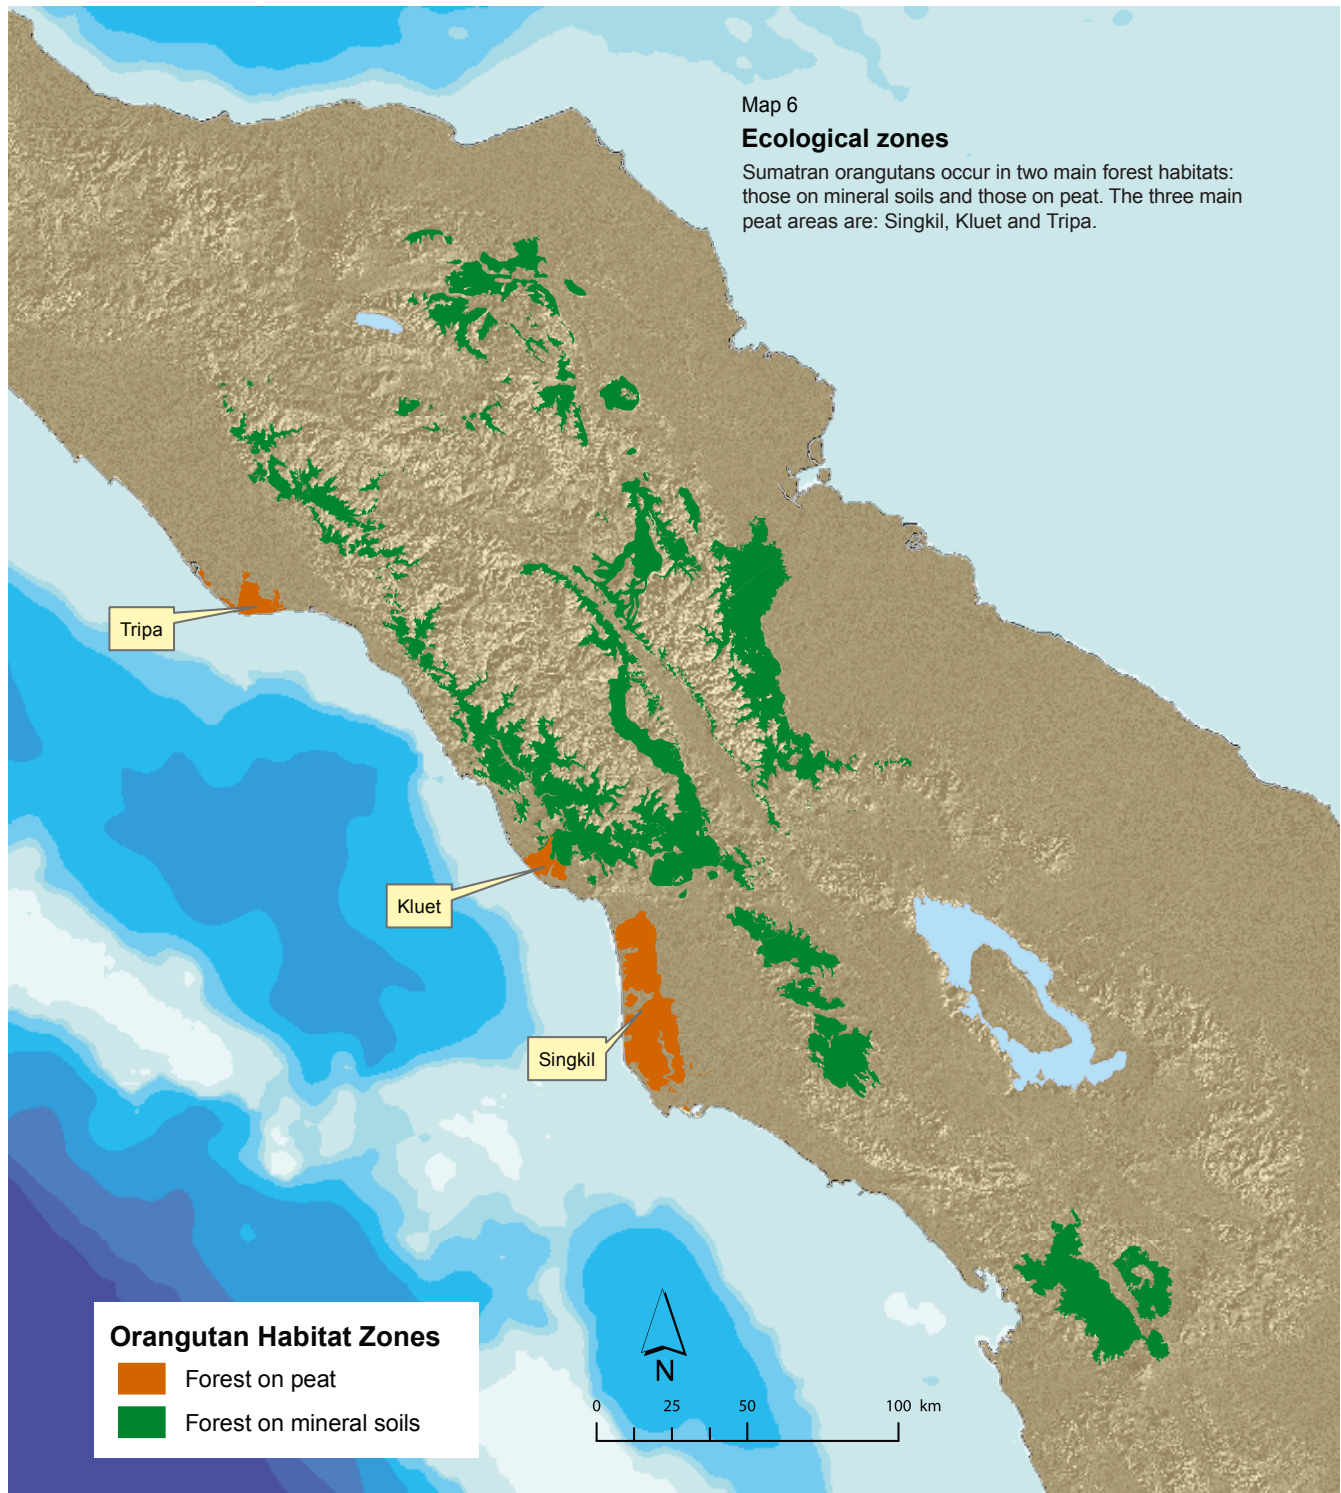 Map 6
Ecological zones
Sumatran orangutans occur in two main forest habitats:
those on mineral soils and those on peat. The three main
peat areas are: Singkil, Kluet and Tripa.
Tripa
Kluet
Singkil
Orangutan Habitat Zones
Forest on peat
Forest on mineral soils
N
0 25 50 100 km